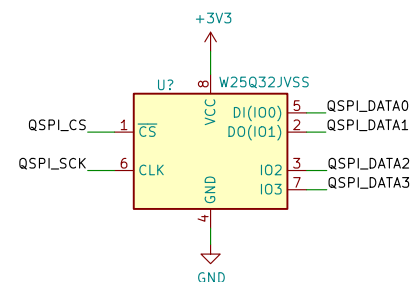 +3V3
U?
W25Q32JVSS
8
VCC
QSPI_CS
1
CS
QSPI_SCK
6
CLK
DI(IO0)
5
QSPI_DATA0
DO(IO1)
2
QSPI_DATA1
IO2
3
QSPI_DATA2
IO3
7
QSPI_DATA3
GND
4
GND